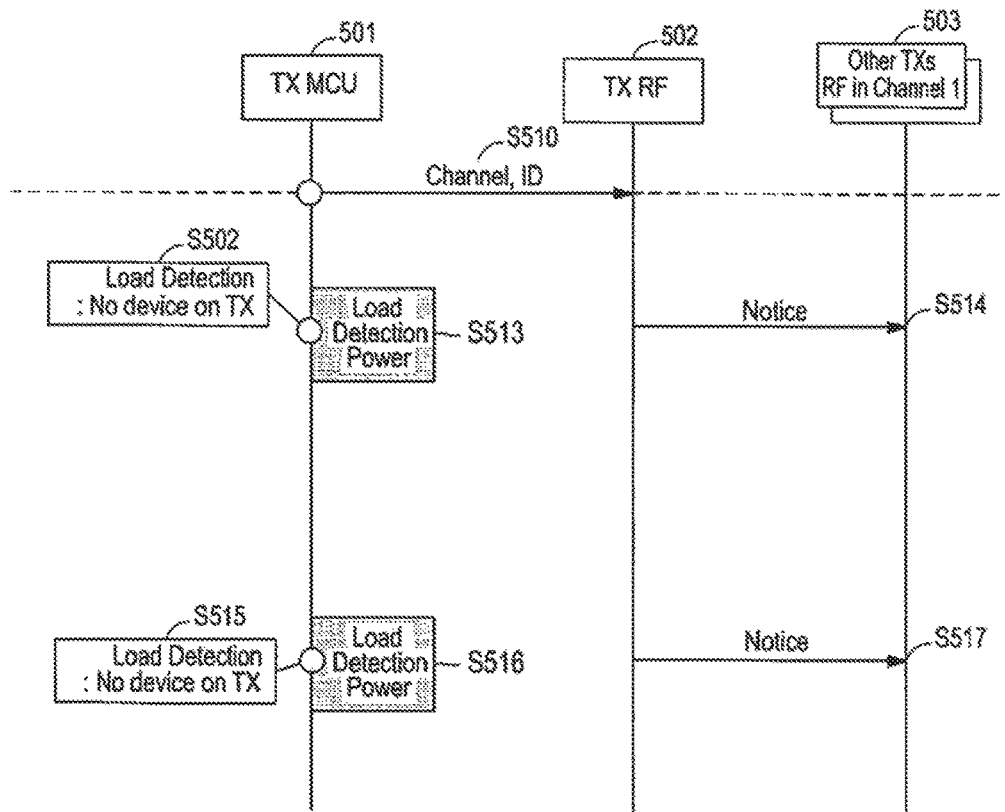 501
502
503
TX MCU
TX RF
Other TXs
RF in Channel 1
S510
Channel, ID
S502
Load Detection
: No device on TX
Load
Detection
Power
S513
Notice
S514
S515
Load Detection
: No device on TX
Load
Detection
Power
S516
Notice
S517